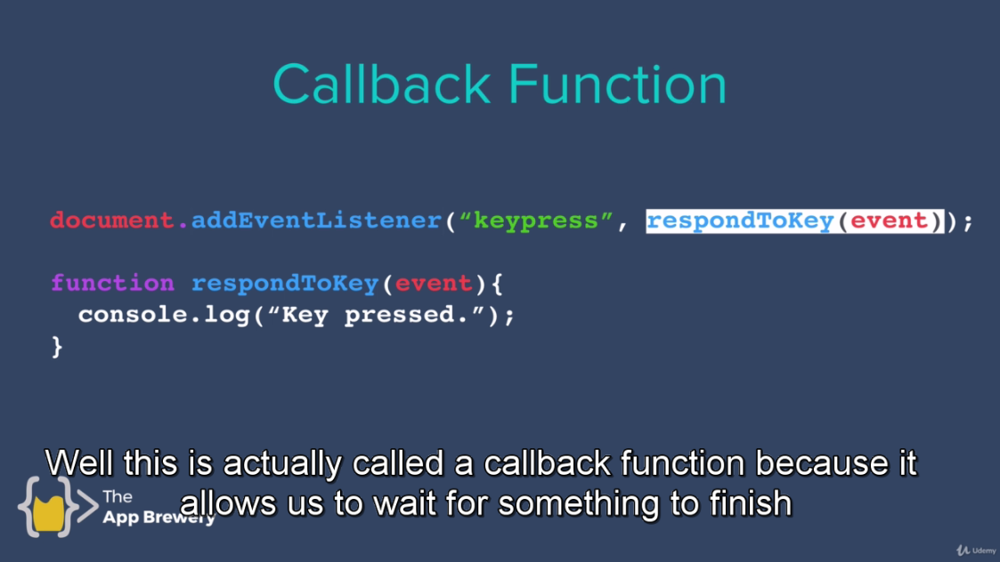 Callback Function
document.addEventListener(“keypress”, respondToKey(event));
function respondToKey(event){
console.log(“Key pressed.”);
}
Well this is actually called a callback function because it
allows us to wait for something to finish
The
App Brewery
Udemy